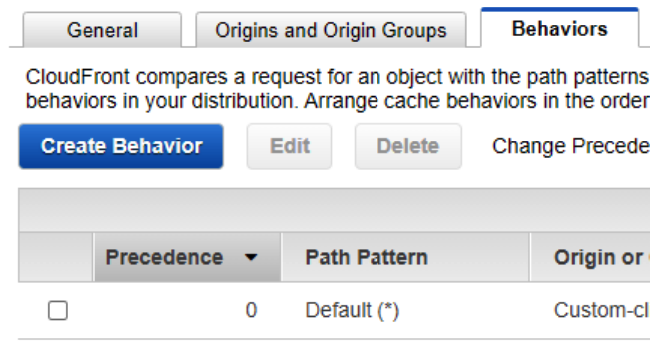 General Origins and Origin Groups Behaviors
CloudFront compares a request for an object with the path patterns
behaviors in your distribution. Arrange cache behaviors in the order
Create Behavior Edit Delete Change Precede
Precedence Path Pattern Origin or
0 Default (*) Custom-cl